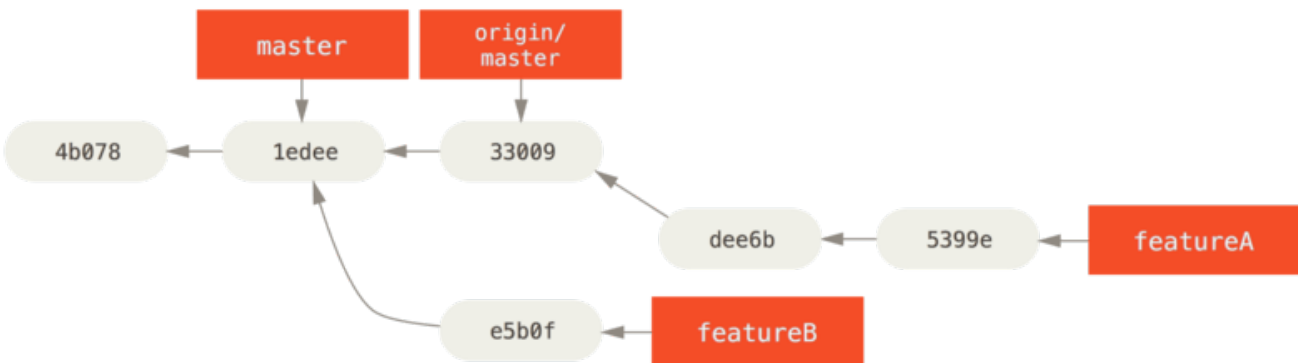 master
origin/
master
4b078
1edee
33009
dee6b
5399e
featureA
e5b0f
featureB